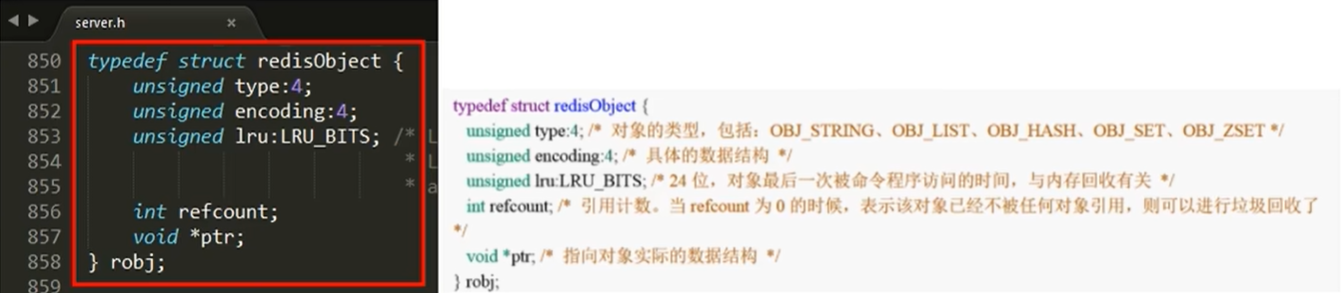 server.h ×
850 typedef struct redisObject {
851 unsigned type:4;
852 unsigned encoding:4;
853 unsigned lru:LRU_BITS; /* L
854 * L
855 * a
856 int refcount;
857 void *ptr;
858 } robj;
859
typedef struct redisObject {
unsigned type:4; /* 对象的类型，包括：OBJ_STRING、OBJ_LIST、OBJ_HASH、OBJ_SET、OBJ_ZSET */
unsigned encoding:4; /* 具体的数据结构 */
unsigned lru:LRU_BITS; /* 24 位，对象最后一次被命令程序访问的时间，与内存回收有关 */
int refcount; /* 引用计数。当 refcount 为 0 的时候，表示该对象已经不被任何对象引用，则可以进行垃圾回收了
*/
void *ptr; /* 指向对象实际的数据结构 */
} robj;